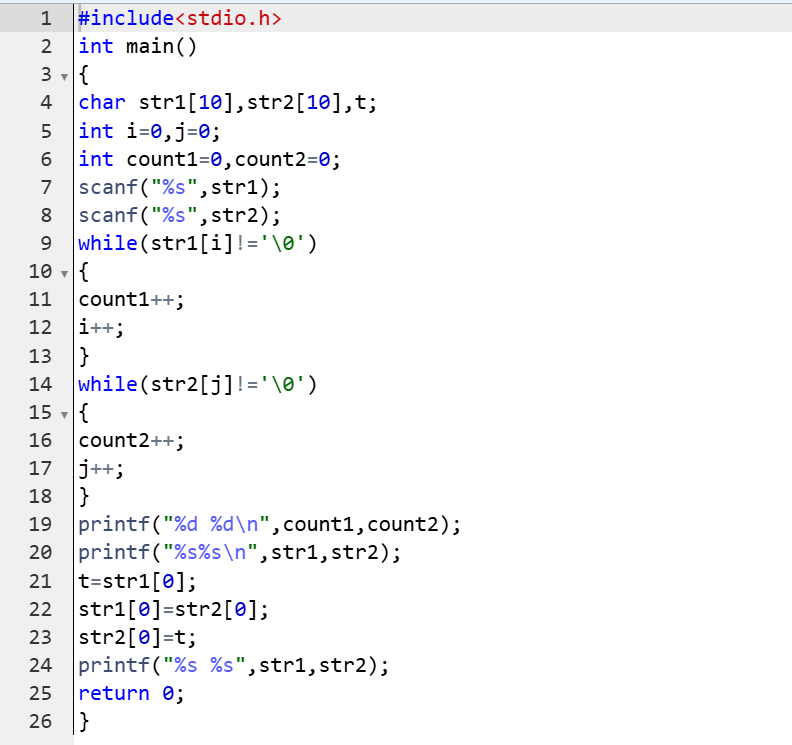 1 #include<stdio.h>
2 int main()
3 {
4 char str1[10],str2[10],t;
5 int i=0,j=0;
6 int count1=0,count2=0;
7 scanf("%s",str1);
8 scanf("%s",str2);
9 while(str1[i]!='\0')
10 {
11 count1++;
12 i++;
13 }
14 while(str2[j]!='\0')
15 {
16 count2++;
17 j++;
18 }
19 printf("%d %d\n",count1,count2);
20 printf("%s%s\n",str1,str2);
21 t=str1[0];
22 str1[0]=str2[0];
23 str2[0]=t;
24 printf("%s %s",str1,str2);
25 return 0;
26 }